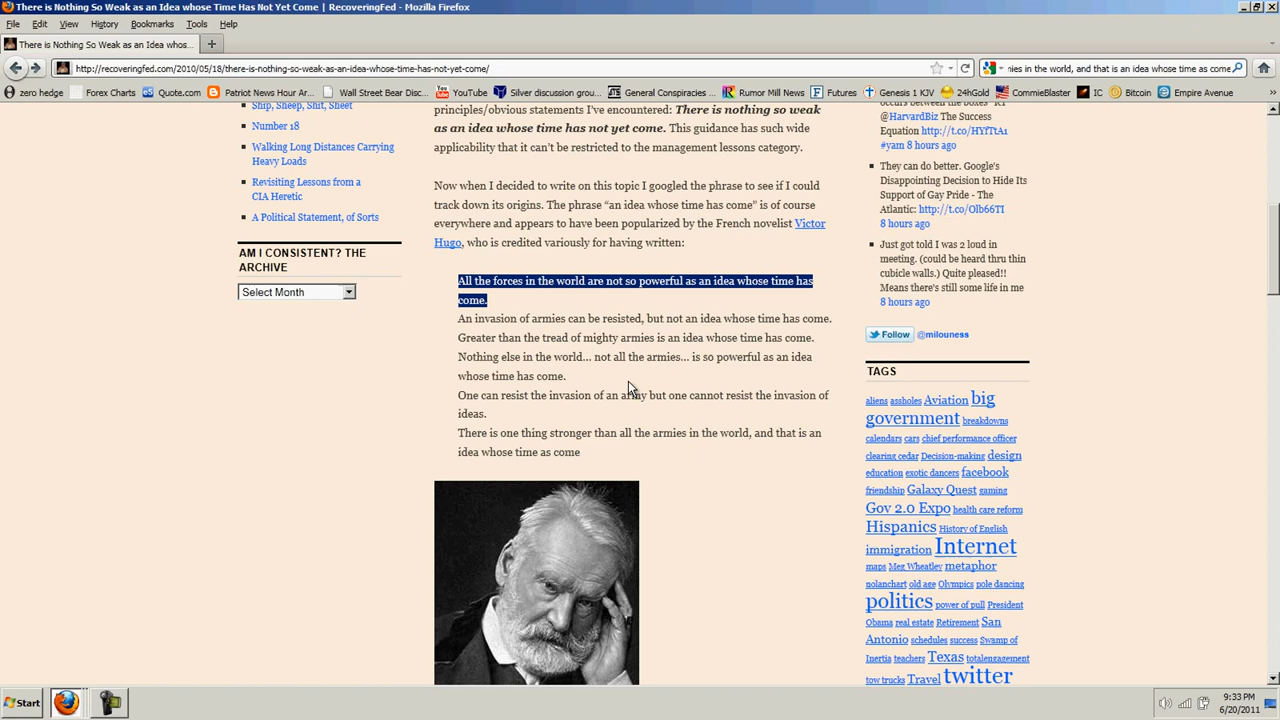 There is Nothing So Weak as an Idea whose Time Has Not Yet Come | RecoveringFed - Mozilla Firefox
File Edit View History Bookmarks Tools Help
There is Nothing So Weak as an Idea whos...
http://recoveringfed.com/2010/05/18/there-is-nothing-so-weak-as-an-idea-whose-time-has-not-yet-come/
in the world, and that is an idea whose time as come
zero hedge Forex Charts Quote.com Patriot News Hour Ar... YouTube Wall Street Bear Disc... Silver discussion grou... General Conspiracies ... Rumor Mill News Futures Genesis 1 KJV 24hGold CommieBlaster IC Bitcoin Empire Avenue
Ship, Sheep, Shit, Sheet
Number 18
Walking Long Distances Carrying
Heavy Loads
Revisiting Lessons from a
CIA Heretic
A Political Statement, of Sorts
AM I CONSISTENT? THE
ARCHIVE
Select Month
principles/obvious statements I've encountered: There is nothing so weak
as an idea whose time has not yet come. This guidance has such wide
applicability that it can't be restricted to the management lessons category.
Now when I decided to write on this topic I googled the phrase to see if I could
track down its origins. The phrase “an idea whose time has come” is of course
everywhere and appears to have been popularized by the French novelist Victor
Hugo, who is credited variously for having written:
All the forces in the world are not so powerful as an idea whose time has
come.
An invasion of armies can be resisted, but not an idea whose time has come.
Greater than the tread of mighty armies is an idea whose time has come.
Nothing else in the world… not all the armies… is so powerful as an idea
whose time has come.
One can resist the invasion of an army but one cannot resist the invasion of
ideas.
There is one thing stronger than all the armies in the world, and that is an
idea whose time as come
occurs between the boxes" RT
@HarvardBiz The Success
Equation http://t.co/HYfTtA1
#yam 8 hours ago
They can do better. Google's
Disappointing Decision to Hide Its
Support of Gay Pride - The
Atlantic: http://t.co/Olb66TI
8 hours ago
Just got told I was 2 loud in
meeting. (could be heard thru thin
cubicle walls.) Quite pleased!!
Means there's still some life in me
8 hours ago
Follow @milouness
TAGS
aliens assholes Aviation big
government breakdowns
calendars cars chief performance officer
clearing cedar Decision-making design
education exotic dancers facebook
friendship Galaxy Quest gaming
Gov 2.0 Expo health care reform
Hispanics History of English
immigration Internet
maps Meg Wheatley metaphor
nolanchart old age Olympics pole dancing
politics power of pull President
Obama real estate Retirement San
Antonio schedules success Swamp of
Inertia teachers Texas totalengagement
tow trucks Travel twitter
Start
9:33 PM
6/20/2011